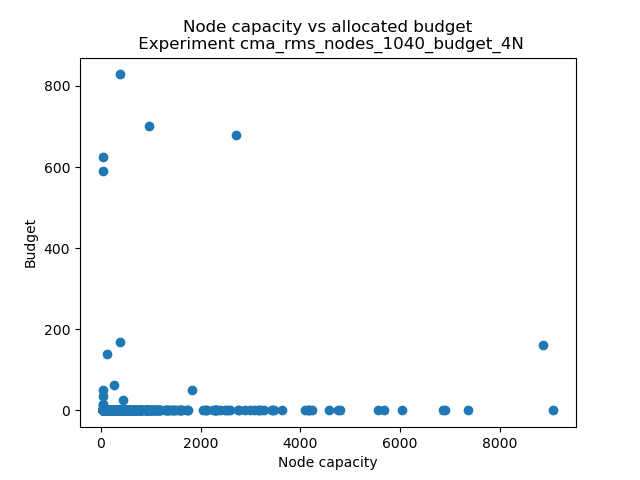 Node capacity vs allocated budget
Experiment cma_rms_nodes_1040_budget_4N
800
600
400
200
0
Budget
0 2000 4000 6000 8000
Node capacity